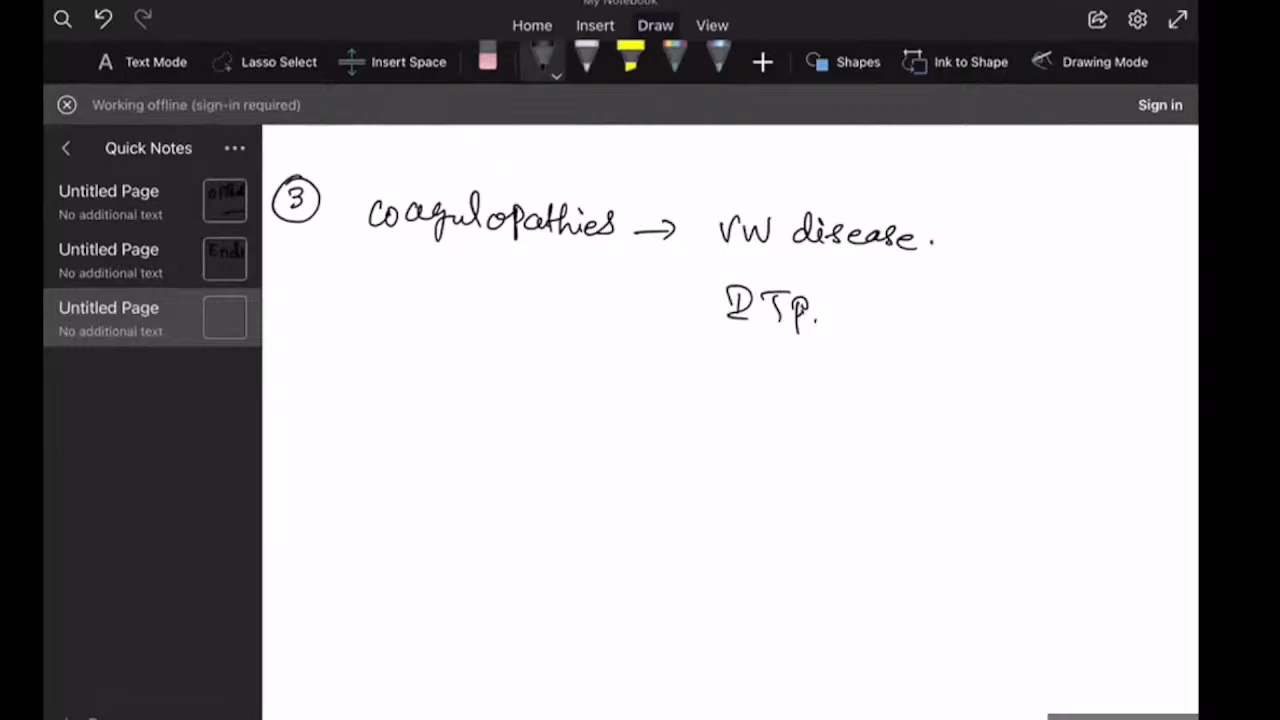 My Notebook
Home Insert Draw View
Text Mode Lasso Select Insert Space Shapes Ink to Shape Drawing Mode
Working offline (sign-in required) Sign in
Quick Notes
Untitled Page
No additional text
Untitled Page
No additional text
Untitled Page
No additional text
3 coagulopathies → VW disease.
ITp.